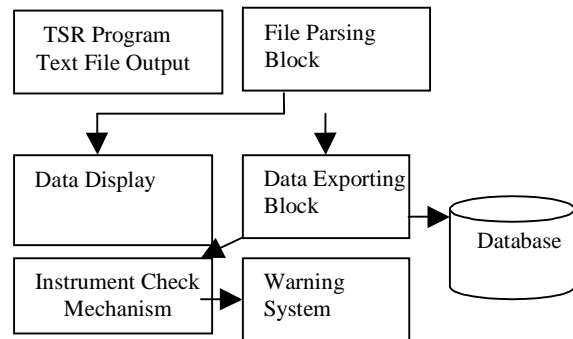 TSR Program
Text File Output
File Parsing
Block
Data Display
Data Exporting
Block
Database
Instrument Check
Mechanism
Warning
System